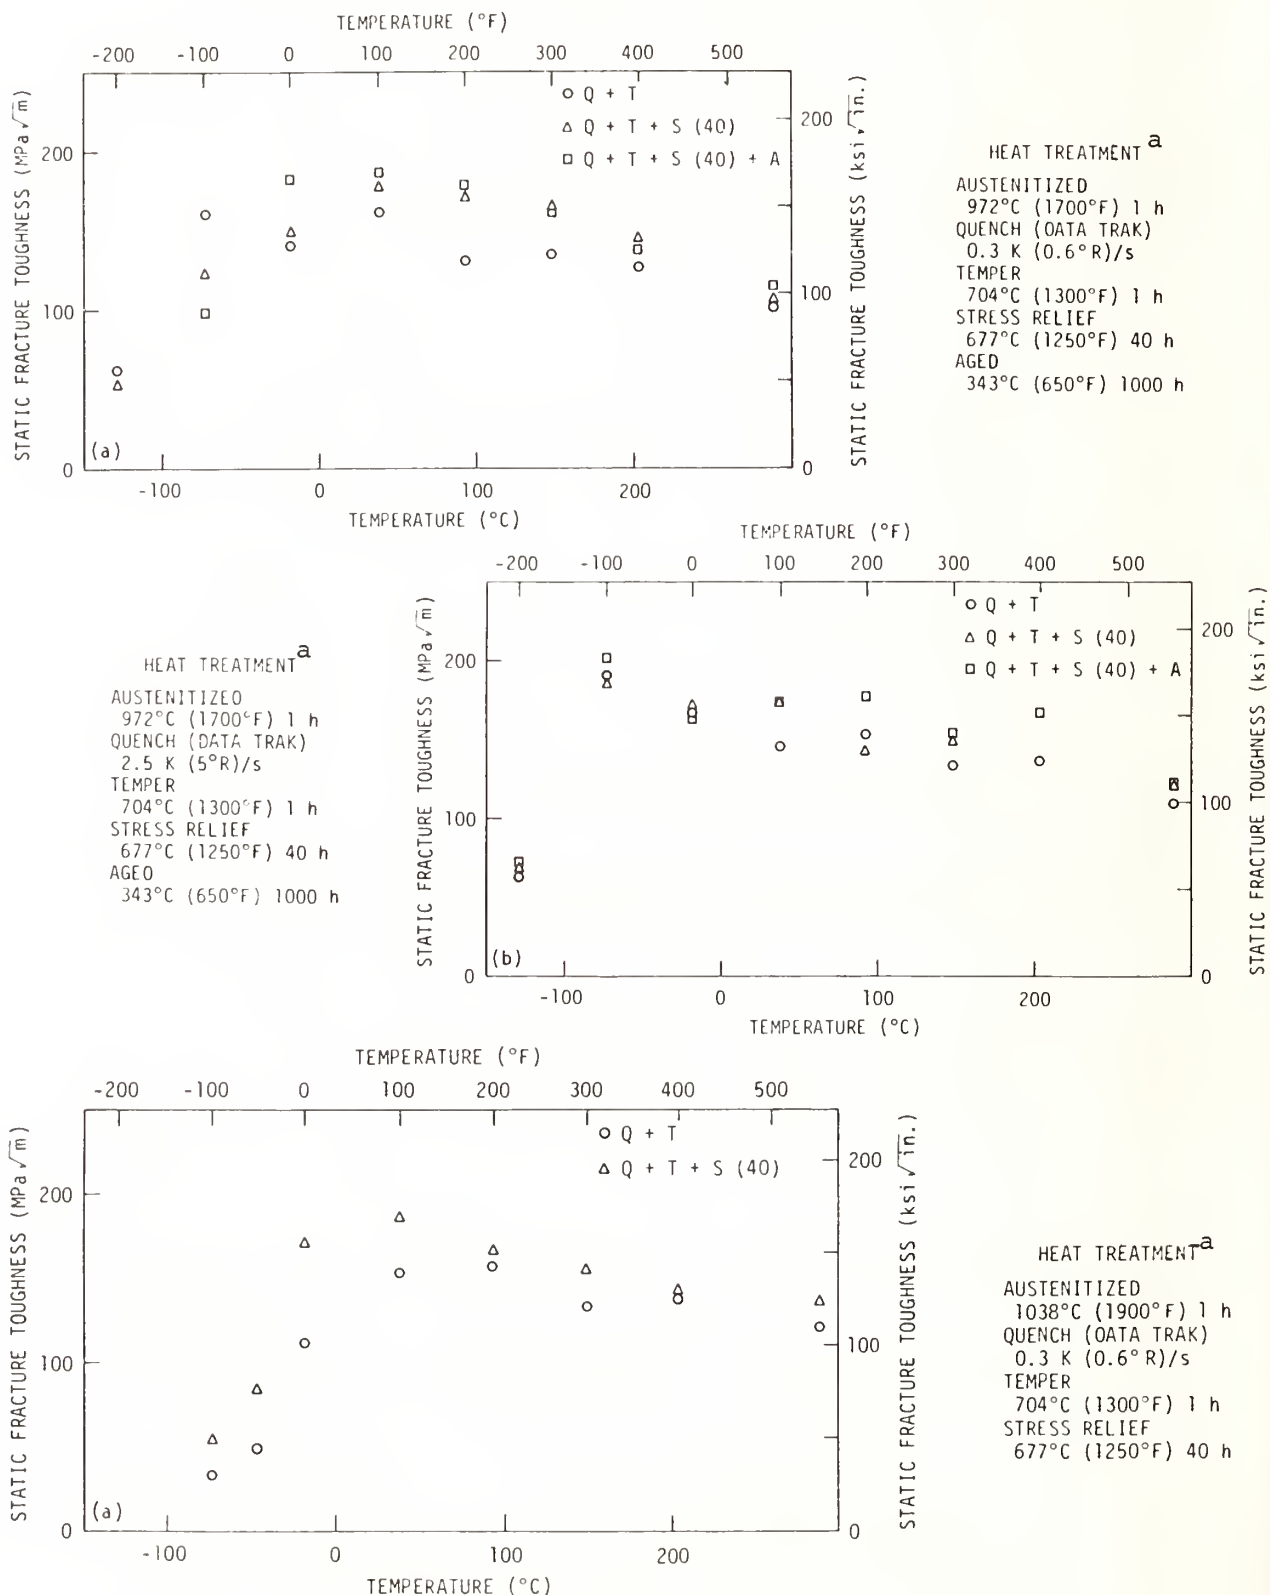 TEMPERATURE (°F)
-200 -100 0 100 200 300 400 500
STATIC FRACTURE TOUGHNESS (MPa√m)
200
100
0
○ Q + T
△ Q + T + S (40)
□ Q + T + S (40) + A
200
100
0
STATIC FRACTURE TOUGHNESS (ksi√in.)
(a)
-100 0 100 200
TEMPERATURE (°C)
HEAT TREATMENT a
AUSTENITIZED
972°C (1700°F) 1 h
QUENCH (OATA TRAK)
0.3 K (0.6°R)/s
TEMPER
704°C (1300°F) 1 h
STRESS RELIEF
677°C (1250°F) 40 h
AGED
343°C (650°F) 1000 h
HEAT TREATMENT a
AUSTENITIZED
972°C (1700°F) 1 h
QUENCH (DATA TRAK)
2.5 K (5°R)/s
TEMPER
704°C (1300°F) 1 h
STRESS RELIEF
677°C (1250°F) 40 h
AGEO
343°C (650°F) 1000 h
TEMPERATURE (°F)
-200 -100 0 100 200 300 400 500
STATIC FRACTURE TOUGHNESS (MPa√m)
200
100
0
○ Q + T
△ Q + T + S (40)
□ Q + T + S (40) + A
200
100
0
STATIC FRACTURE TOUGHNESS (ksi√in.)
(b)
-100 0 100 200
TEMPERATURE (°C)
TEMPERATURE (°F)
-200 -100 0 100 200 300 400 500
STATIC FRACTURE TOUGHNESS (MPa√m)
200
100
0
○ Q + T
△ Q + T + S (40)
200
100
0
STATIC FRACTURE TOUGHNESS (ksi√in.)
(a)
-100 0 100 200
TEMPERATURE (°C)
HEAT TREATMENT a
AUSTENITIZED
1038°C (1900°F) 1 h
QUENCH (OATA TRAK)
0.3 K (0.6°R)/s
TEMPER
704°C (1300°F) 1 h
STRESS RELIEF
677°C (1250°F) 40 h